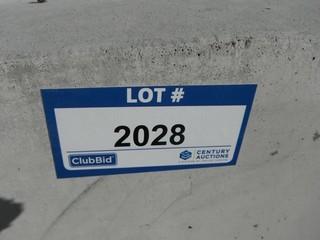 LOT #
2028
ClubBid
CENTURY
AUCTIONS